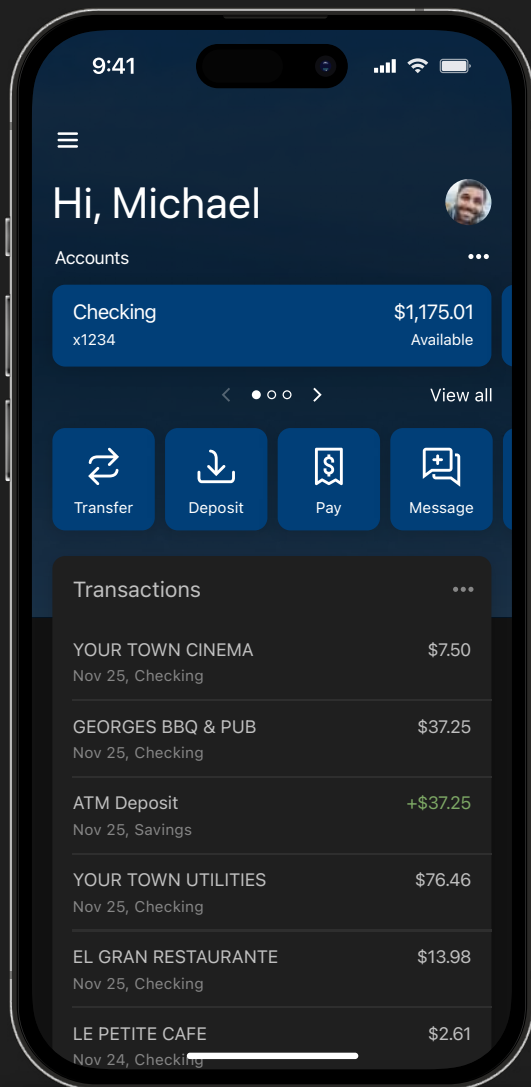 9:41
Hi, Michael
Accounts
Checking $1,175.01
x1234 Available
View all
Transfer Deposit Pay Message
Transactions
YOUR TOWN CINEMA $7.50
Nov 25, Checking
GEORGES BBQ & PUB $37.25
Nov 25, Checking
ATM Deposit +$37.25
Nov 25, Savings
YOUR TOWN UTILITIES $76.46
Nov 25, Checking
EL GRAN RESTAURANTE $13.98
Nov 25, Checking
LE PETITE CAFE $2.61
Nov 24, Checking